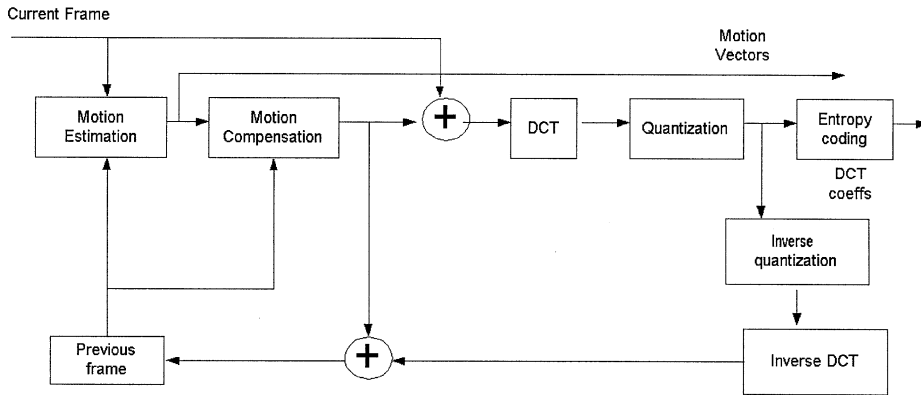 Current Frame
Motion
Vectors
Motion
Estimation
Motion
Compensation
+
DCT
Quantization
Entropy
coding
DCT
coeffs
Inverse
quantization
Previous
frame
+
Inverse DCT